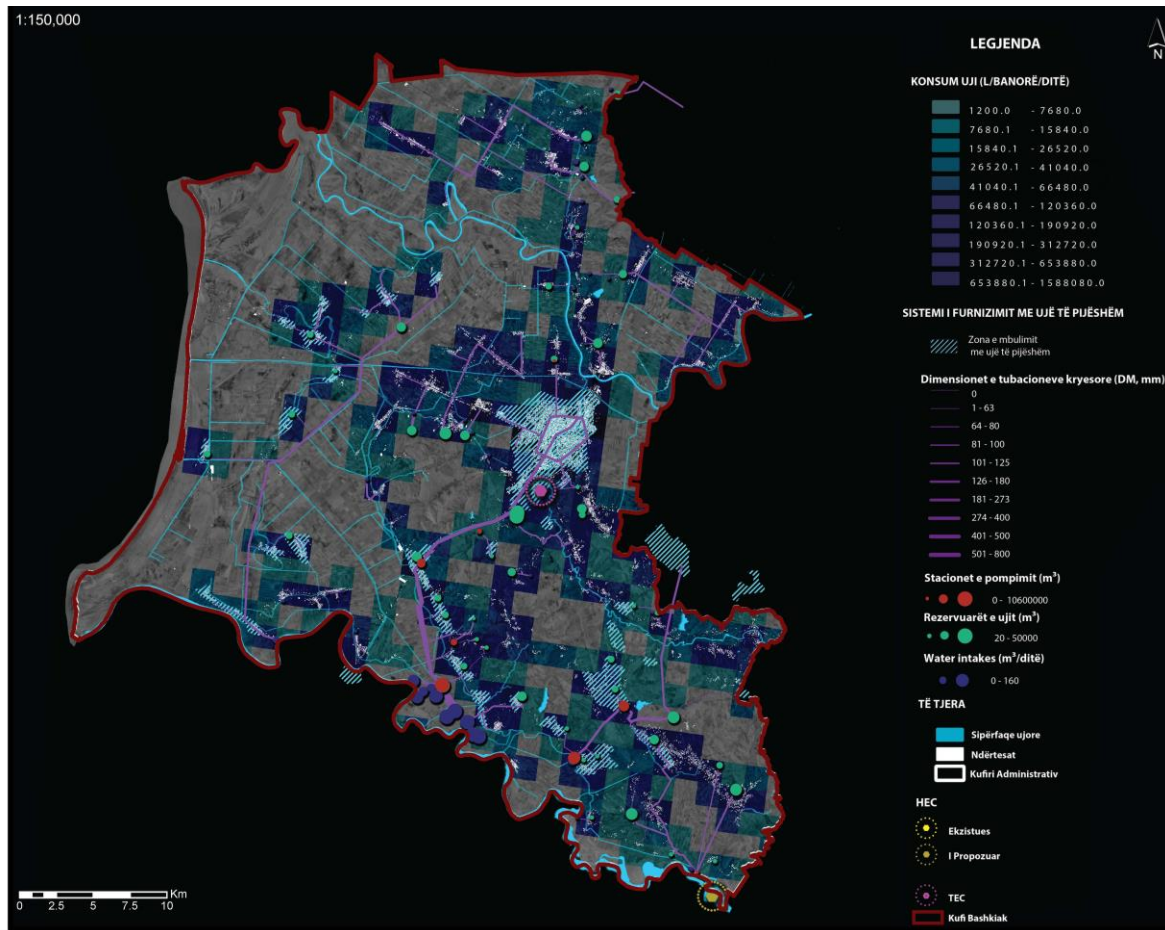 1:150,000
LEGJENDA
N
KONSUM UJI (L/BANORË/DITË)
1200.0 - 7680.0
7680.1 - 15840.0
15840.1 - 26520.0
26520.1 - 41040.0
41040.1 - 66480.0
66480.1 - 120360.0
120360.1 - 190920.0
190920.1 - 312720.0
312720.1 - 653880.0
653880.1 - 1588080.0
SISTEMI I FURNIZIMIT ME UJË TË PIJËSHËM
Zona e mbulimit
me ujë të pijëshëm
Dimensionet e tubacioneve kryesore (DM, mm)
0
1 - 63
64 - 80
81 - 100
101 - 125
126 - 180
181 - 273
274 - 400
401 - 500
501 - 800
Stacionet e pompimit (m³)
0 - 10600000
Rezervuarët e ujit (m³)
20 - 50000
Water intakes (m³/ditë)
0 - 160
TË TJERA
Sipërfaqe ujore
Ndërtesat
Kufiri Administrativ
HEC
Ekzistues
I Propozuar
TEC
Kufi Bashkiak
Km
0 2.5 5 7.5 10